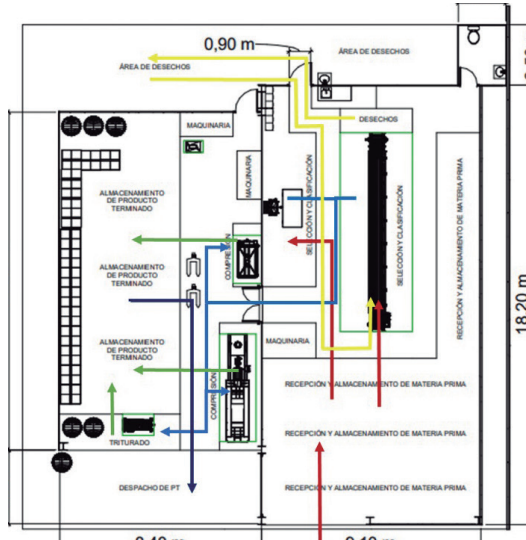 0,90 m
ÁREA DE DESECHOS
ÁREA DE DESECHOS
MAQUINARIA
DESECHOS
MAQUINARIA
SELECCIÓN Y CLASIFICACIÓN
SELECCIÓN Y CLASIFICACIÓN
RECEPCIÓN Y ALMACENAMIENTO DE MATERIA PRIMA
ALMACENAMIENTO
DE PRODUCTO
TERMINADO
COMPRESIÓN
ALMACENAMIENTO
DE PRODUCTO
TERMINADO
18,20 m
ALMACENAMIENTO
DE PRODUCTO
TERMINADO
MAQUINARIA
COMPRESIÓN
RECEPCIÓN Y ALMACENAMIENTO DE MATERIA PRIMA
TRITURADO
RECEPCIÓN Y ALMACENAMIENTO DE MATERIA PRIMA
DESPACHO DE PT
RECEPCIÓN Y ALMACENAMIENTO DE MATERIA PRIMA